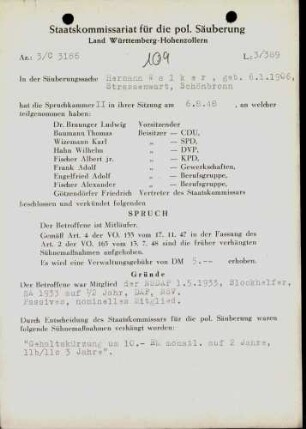 Staatskommissariat für die pol. Säuberung
Land Württemberg-Hohenzollern
Az: 3/C 3186
L: 3/309
109
In der Säuberungssache Hermann Welker, geb. 6.1.1906,
Strassenwart, Schömbronn
hat die Spruchkammer II in ihrer Sitzung am 6.8.48, an welcher
teilgenommen haben:
Dr. Braunger Ludwig Vorsitzender
Baumann Thomas Beisitzer — CDU,
Wizemann Karl „ — SPD,
Hahn Wilhelm „ — DVP,
Fischer Albert jr. „ — KPD,
Frank Adolf „ — Gewerkschaften,
Engelfried Adolf „ — Berufsgruppe,
Fischer Alexander „ — Berufsgruppe,
Götzendörfer Friedrich Vertreter des Staatskommissars
beschlossen und verkündet folgenden
SPRUCH
Der Betroffene ist Mitläufer.
Gemäß Art. 4 der VO. 133 vom 17. 11. 47 in der Fassung des
Art. 2 der VO. 165 vom 13. 7. 48 sind die früher verhängten
Sühnemaßnahmen aufgehoben.
Es wird eine Verwaltungsgebühr von DM 5.-- erhoben.
Gründe
Der Betroffene war Mitglied der NSDAP 1.5.1933, Blockhelfer,
SA 1933 auf 1/2 Jahr, DAF, NSV.
Passives, nominelles Mitglied.
Durch Entscheidung des Staatskommissars für die pol. Säuberung waren
folgende Sühnemaßnahmen verhängt worden:
"Gehaltskürzung um 10.- RM monatl. auf 2 Jahre,
11b/11c 3 Jahre".